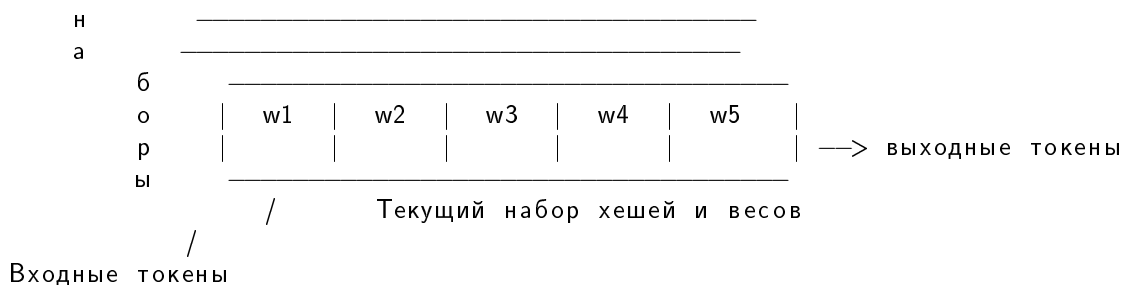 н
а
б
о | w1 | w2 | w3 | w4 | w5 |
р | | | | | | ——> выходные токены
ы
/ Текущий набор хешей и весов
/
Входные токены